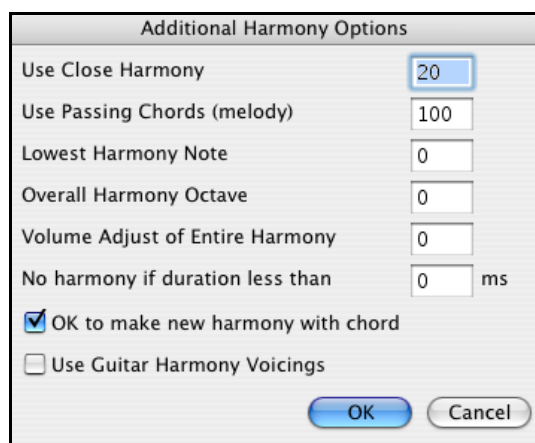 Additional Harmony Options
Use Close Harmony 20
Use Passing Chords (melody) 100
Lowest Harmony Note 0
Overall Harmony Octave 0
Volume Adjust of Entire Harmony 0
No harmony if duration less than 0 ms
OK to make new harmony with chord
Use Guitar Harmony Voicings
OK Cancel